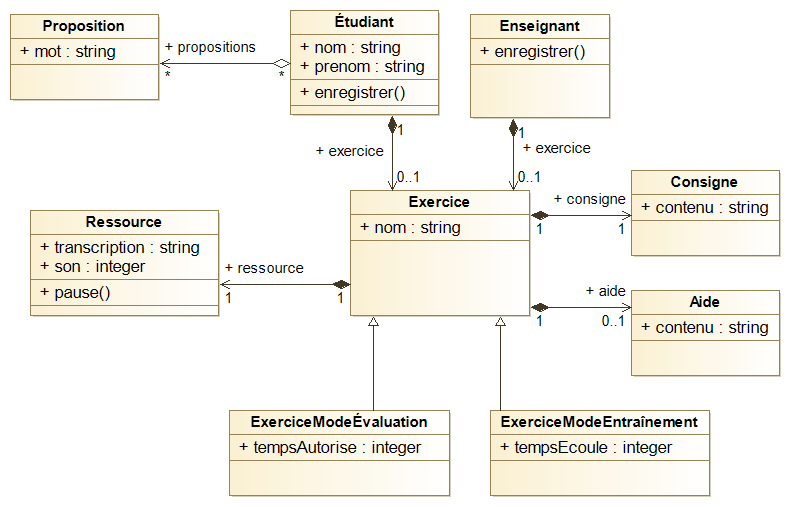 Proposition
+ mot : string
+ propositions
*
*
Étudiant
+ nom : string
+ prenom : string
+ enregistrer()
Enseignant
+ enregistrer()
1
+ exercice
0..1
1
+ exercice
0..1
Exercice
+ nom : string
+ consigne
1
1
Consigne
+ contenu : string
Ressource
+ transcription : string
+ son : integer
+ pause()
+ ressource
1
1
+ aide
1
0..1
Aide
+ contenu : string
ExerciceModeÉvaluation
+ tempsAutorise : integer
ExerciceModeEntraînement
+ tempsEcoule : integer